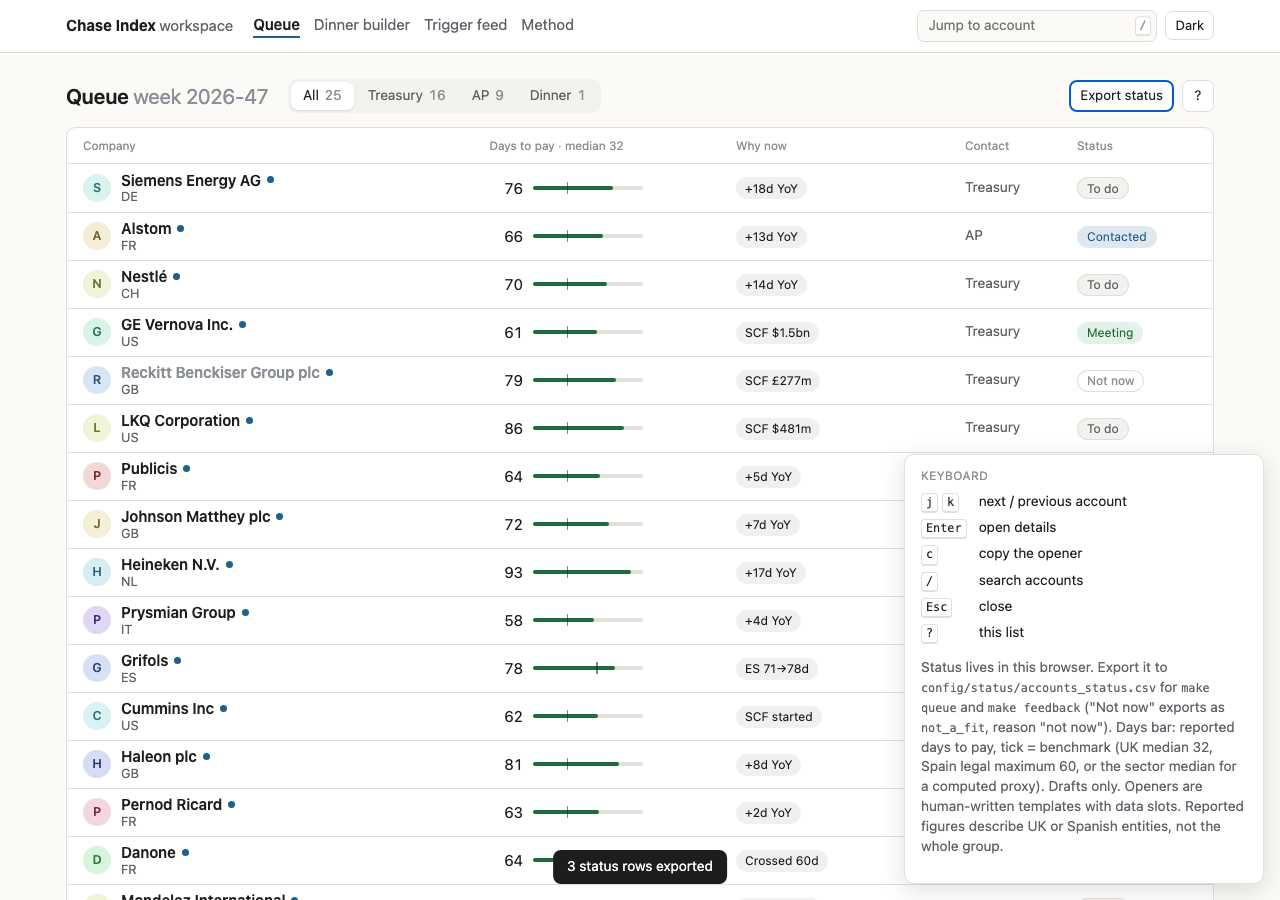 Chase Index workspace Queue Dinner builder Trigger feed Method Jump to account / Dark
Queue week 2026-47 All 25 Treasury 16 AP 9 Dinner 1 Export status ?
Company Days to pay · median 32 Why now Contact Status
S Siemens Energy AG 76 +18d YoY Treasury To do
DE
A Alstom 66 +13d YoY AP Contacted
FR
N Nestlé 70 +14d YoY Treasury To do
CH
G GE Vernova Inc. 61 SCF $1.5bn Treasury Meeting
US
R Reckitt Benckiser Group plc 79 SCF £277m Treasury Not now
GB
L LKQ Corporation 86 SCF $481m Treasury To do
US
P Publicis 64 +5d YoY
FR
J Johnson Matthey plc 72 +7d YoY
GB
H Heineken N.V. 93 +17d YoY
NL
P Prysmian Group 58 +4d YoY
IT
G Grifols 78 ES 71→78d
ES
C Cummins Inc 62 SCF started
US
H Haleon plc 81 +8d YoY
GB
P Pernod Ricard 63 +2d YoY
FR
D Danone 64 Crossed 60d
FR
Mondelez International
3 status rows exported
KEYBOARD
j k next / previous account
Enter open details
c copy the opener
/ search accounts
Esc close
? this list
Status lives in this browser. Export it to
config/status/accounts_status.csv for make
queue and make feedback ("Not now" exports as
not_a_fit, reason "not now"). Days bar: reported
days to pay, tick = benchmark (UK median 32,
Spain legal maximum 60, or the sector median for
a computed proxy). Drafts only. Openers are
human-written templates with data slots. Reported
figures describe UK or Spanish entities, not the
whole group.